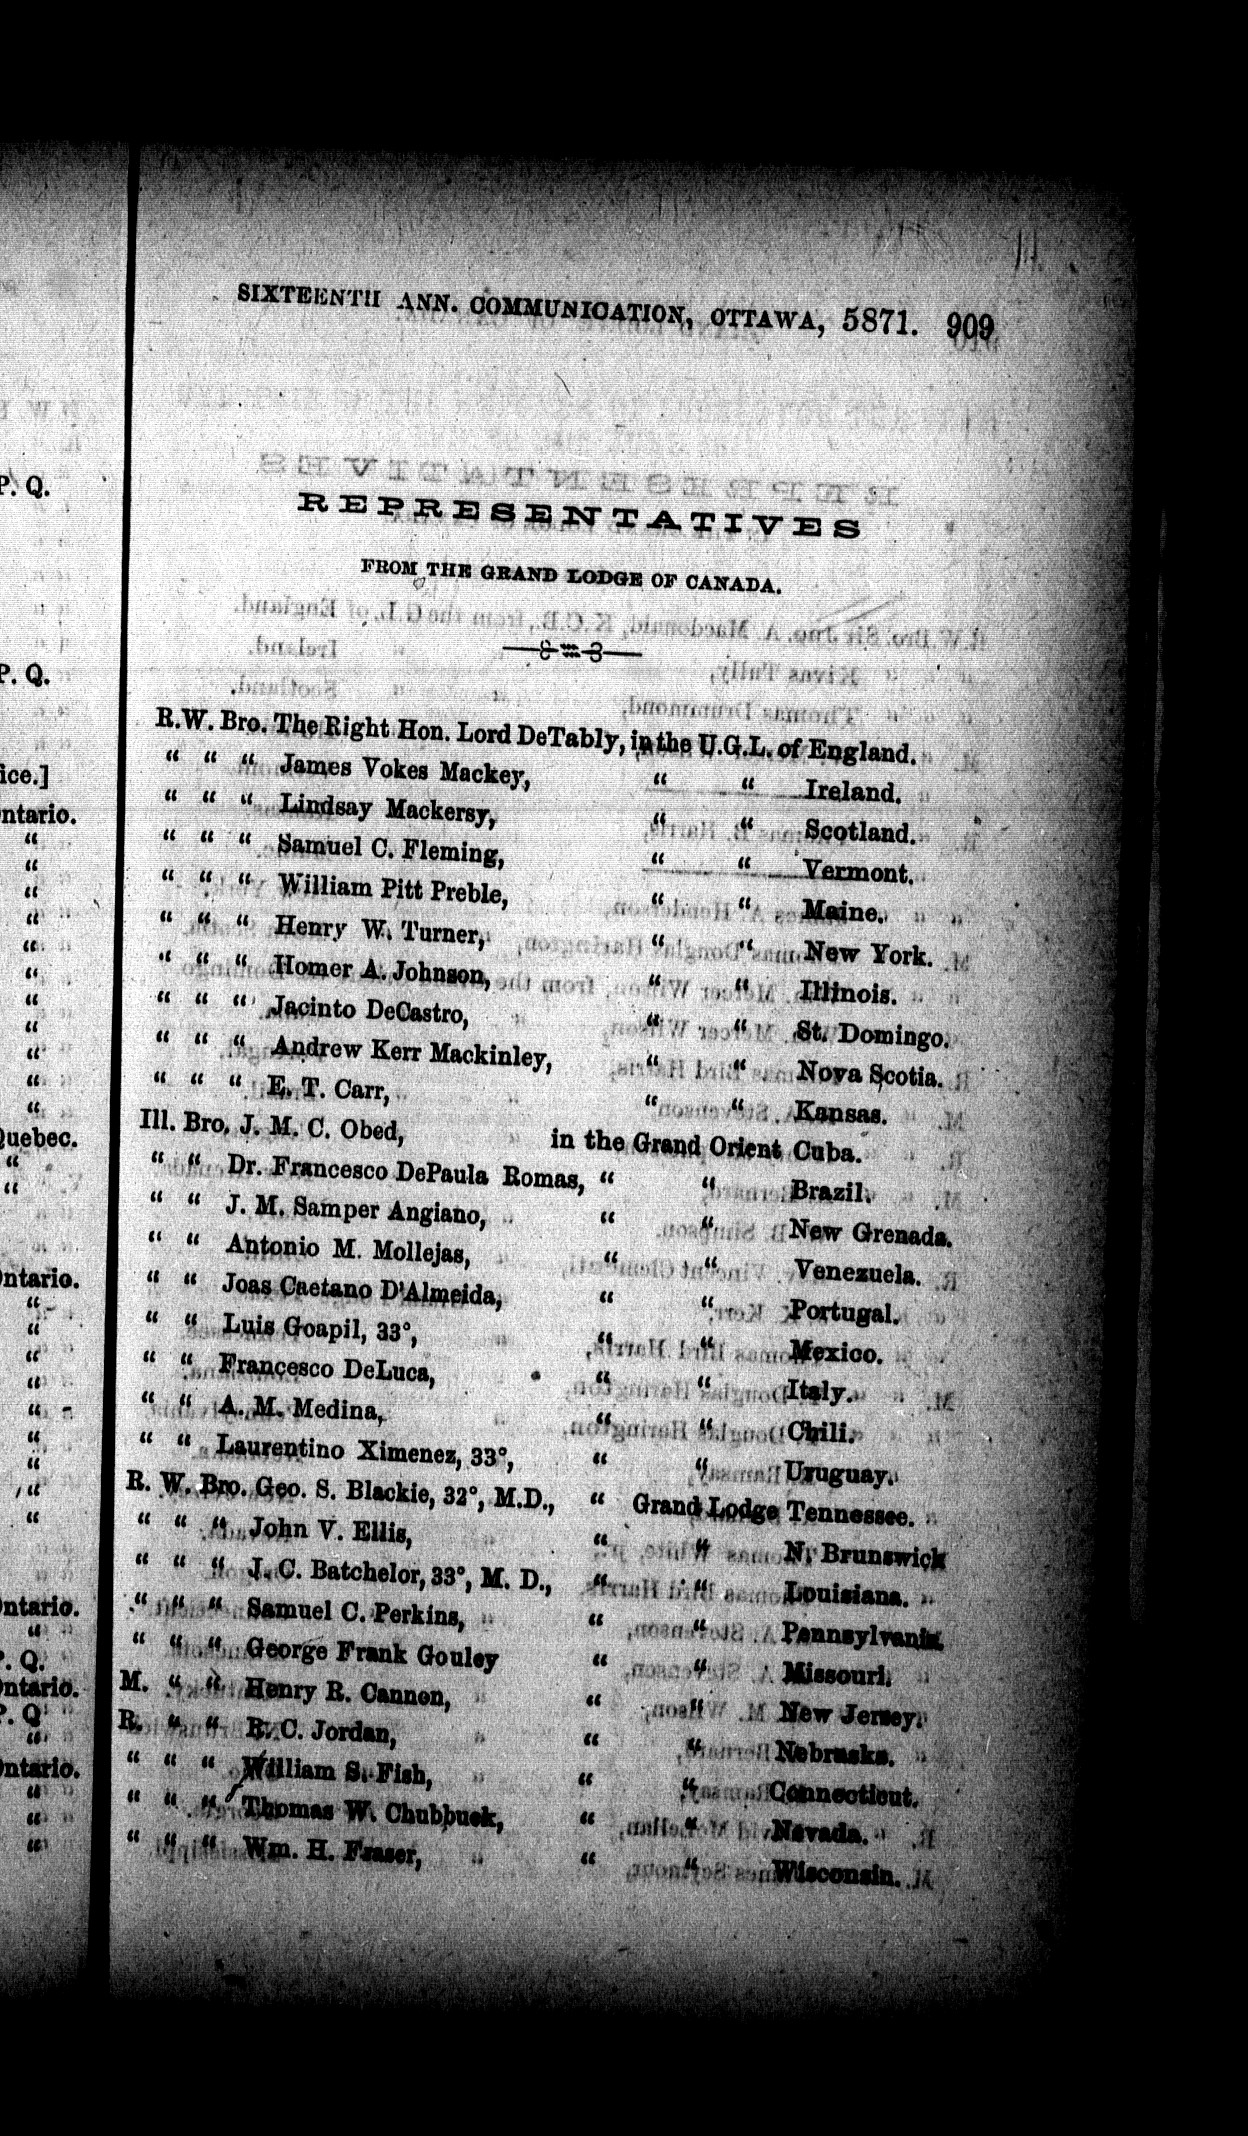 SIXTEENTH ANN. COMMUNICATION, OTTAWA, 5871. 909
REPRESENTATIVES
FROM THE GRAND LODGE OF CANADA.
R.W. Bro. The Right Hon. Lord DeTably, in the U.G.L. of England.
“ “ “ James Vokes Mackey, “ “ Ireland.
“ “ “ Lindsay Mackersy, “ “ Scotland.
“ “ “ Samuel C. Fleming, “ “ Vermont.
“ “ “ William Pitt Preble, “ “ Maine.
“ “ “ Henry W. Turner, “ “ New York.
“ “ “ Homer A. Johnson, “ “ Illinois.
“ “ “ Jacinto DeCastro, “ “ St. Domingo.
“ “ “ Andrew Kerr Mackinley, “ “ Nova Scotia.
“ “ “ E. T. Carr, “ “ Kansas.
Ill. Bro. J. M. C. Obed, in the Grand Orient Cuba.
“ “ Dr. Francesco DePaula Romas, “ “ Brazil.
“ “ J. M. Samper Angiano, “ “ New Grenada.
“ “ Antonio M. Mollejas, “ “ Venezuela.
“ “ Joas Caetano D'Almeida, “ “ Portugal.
“ “ Luis Goapil, 33°, “ “ Mexico.
“ “ Francesco DeLuca, “ “ Italy.
“ “ A. M. Medina, “ “ Chili.
“ “ Laurentino Ximenez, 33°, “ “ Uruguay.
R. W. Bro. Geo. S. Blackie, 32°, M.D., “ Grand Lodge Tennessee.
“ “ “ John V. Ellis, “ “ N. Brunswick
“ “ “ J. C. Batchelor, 33°, M. D., “ “ Louisiana.
“ “ “ Samuel C. Perkins, “ “ Pennsylvania.
“ “ “ George Frank Gouley “ “ Missouri.
M. “ “ Henry R. Cannon, “ “ New Jersey.
R. “ “ R. C. Jordan, “ “ Nebraska.
“ “ “ William S. Fish, “ “ Connecticut.
“ “ “ Thomas W. Chubbuck, “ “ Nevada.
“ “ “ Wm. H. Fraser, “ “ Wisconsin.